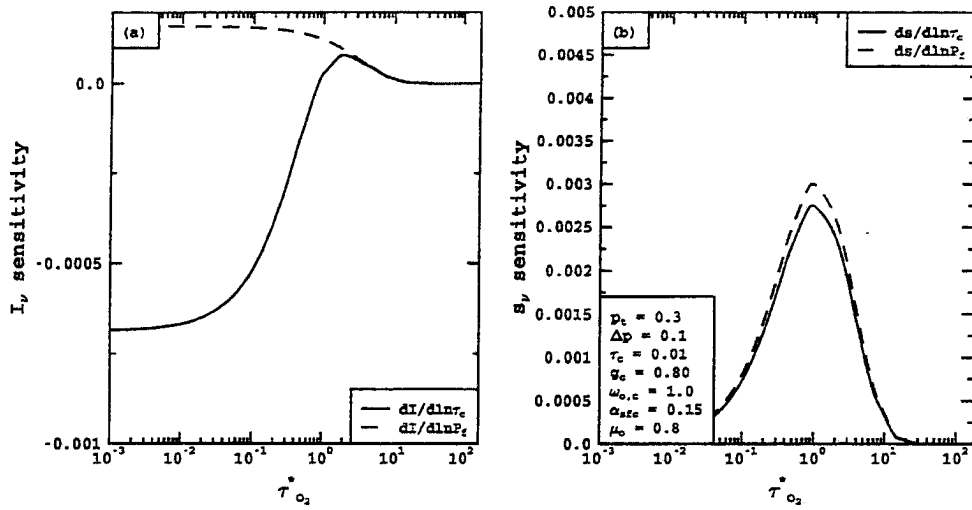 (a)
0.0
-0.0005
-0.001
I_ν sensitivity
dI/dlnτ_c
dI/dlnP_f
10^-3 10^-2 10^-1 10^0 10^1 10^2
τ*_O2
(b)
ds/dlnτ_c
ds/dlnP_f
0.005
0.0045
0.004
0.0035
0.003
0.0025
0.002
0.0015
0.001
0.0005
0.0
S_ν sensitivity
p_t = 0.3
Δp = 0.1
τ_c = 0.01
g_c = 0.80
ω_o,c = 1.0
α_sfc = 0.15
μ_o = 0.8
10^-3 10^-2 10^-1 10^0 10^1 10^2
τ*_O2